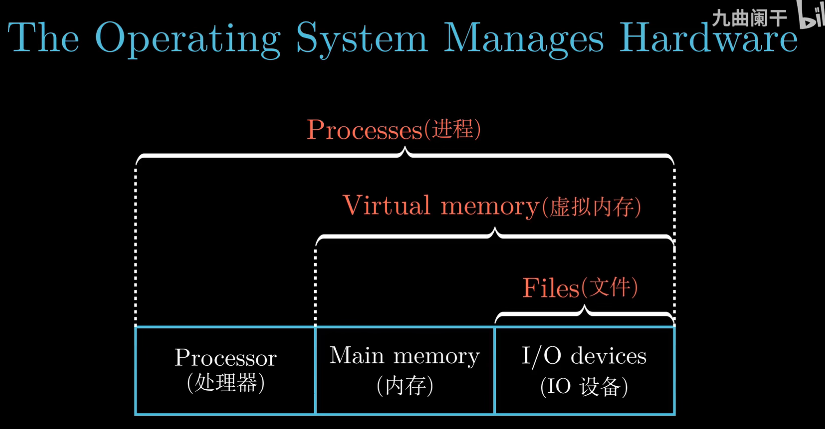 九曲阑干
The Operating System Manages Hardware
Processes(进程)
Virtual memory(虚拟内存)
Files(文件)
Processor
(处理器)
Main memory
(内存)
I/O devices
(IO 设备)